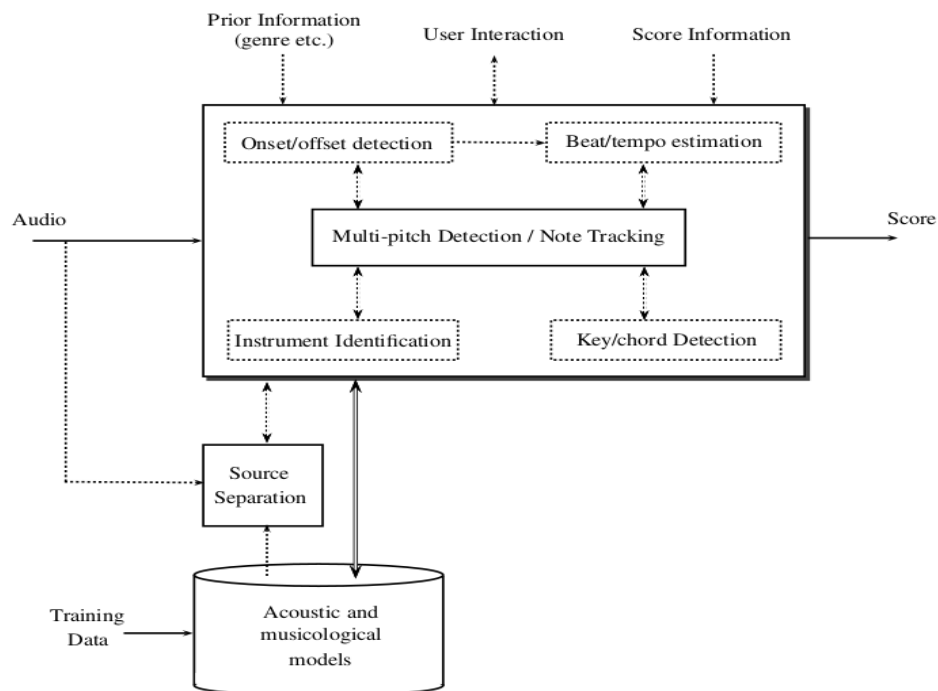 Prior Information
(genre etc.)
User Interaction
Score Information
Onset/offset detection
Beat/tempo estimation
Audio
Multi-pitch Detection / Note Tracking
Score
Instrument Identification
Key/chord Detection
Source
Separation
Training
Data
Acoustic and
musicological
models